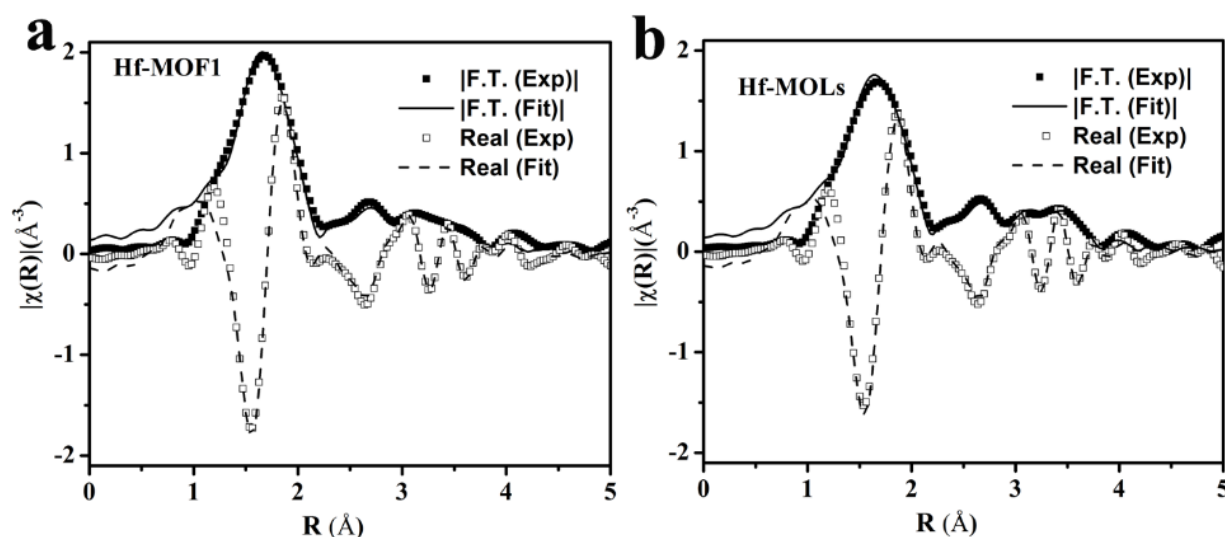 a
Hf-MOF1
|F.T. (Exp)|
|F.T. (Fit)|
Real (Exp)
Real (Fit)
2
1
0
-1
-2
|χ(R)|(Å⁻³)
0 1 2 3 4 5
R (Å)
b
Hf-MOLs
|F.T. (Exp)|
|F.T. (Fit)|
Real (Exp)
Real (Fit)
2
1
0
-1
-2
|χ(R)|(Å⁻³)
0 1 2 3 4 5
R (Å)